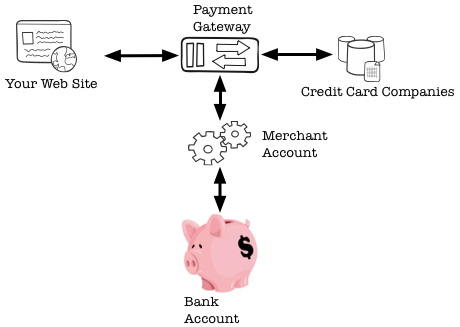 Payment
Gateway
Your Web Site
Credit Card Companies
Merchant
Account
$
Bank
Account